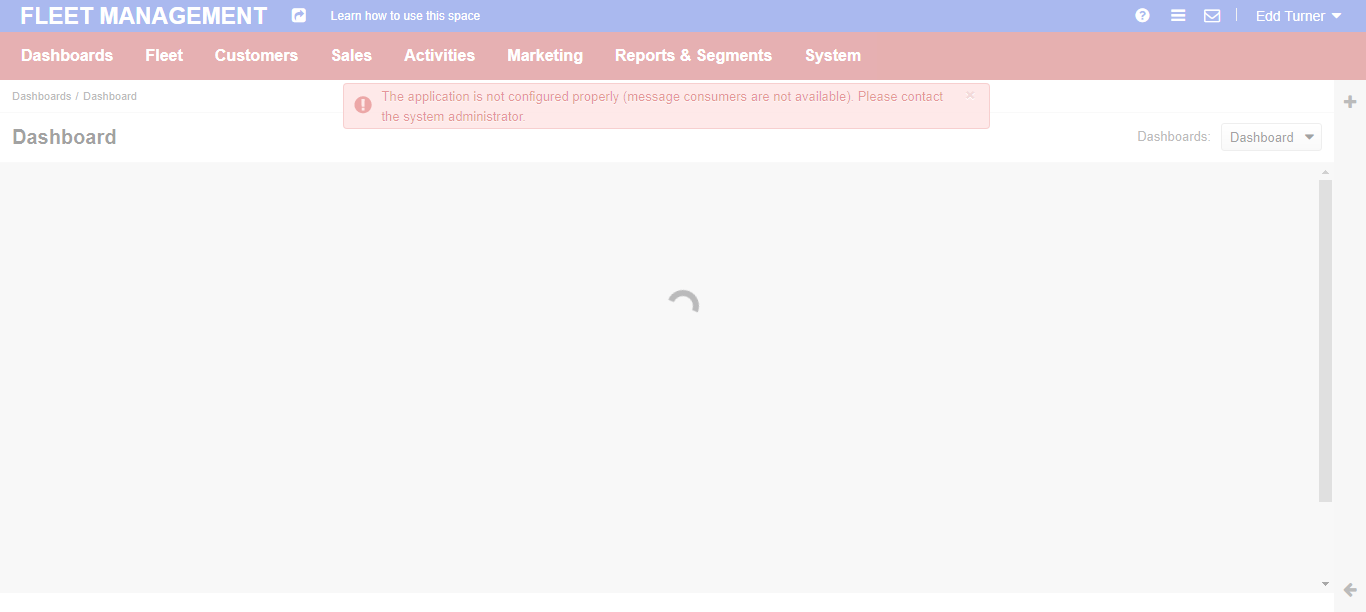 FLEET MANAGEMENT Learn how to use this space Edd Turner
Dashboards Fleet Customers Sales Activities Marketing Reports & Segments System
Dashboards / Dashboard
The application is not configured properly (message consumers are not available). Please contact
the system administrator.
Dashboard
Dashboards: Dashboard